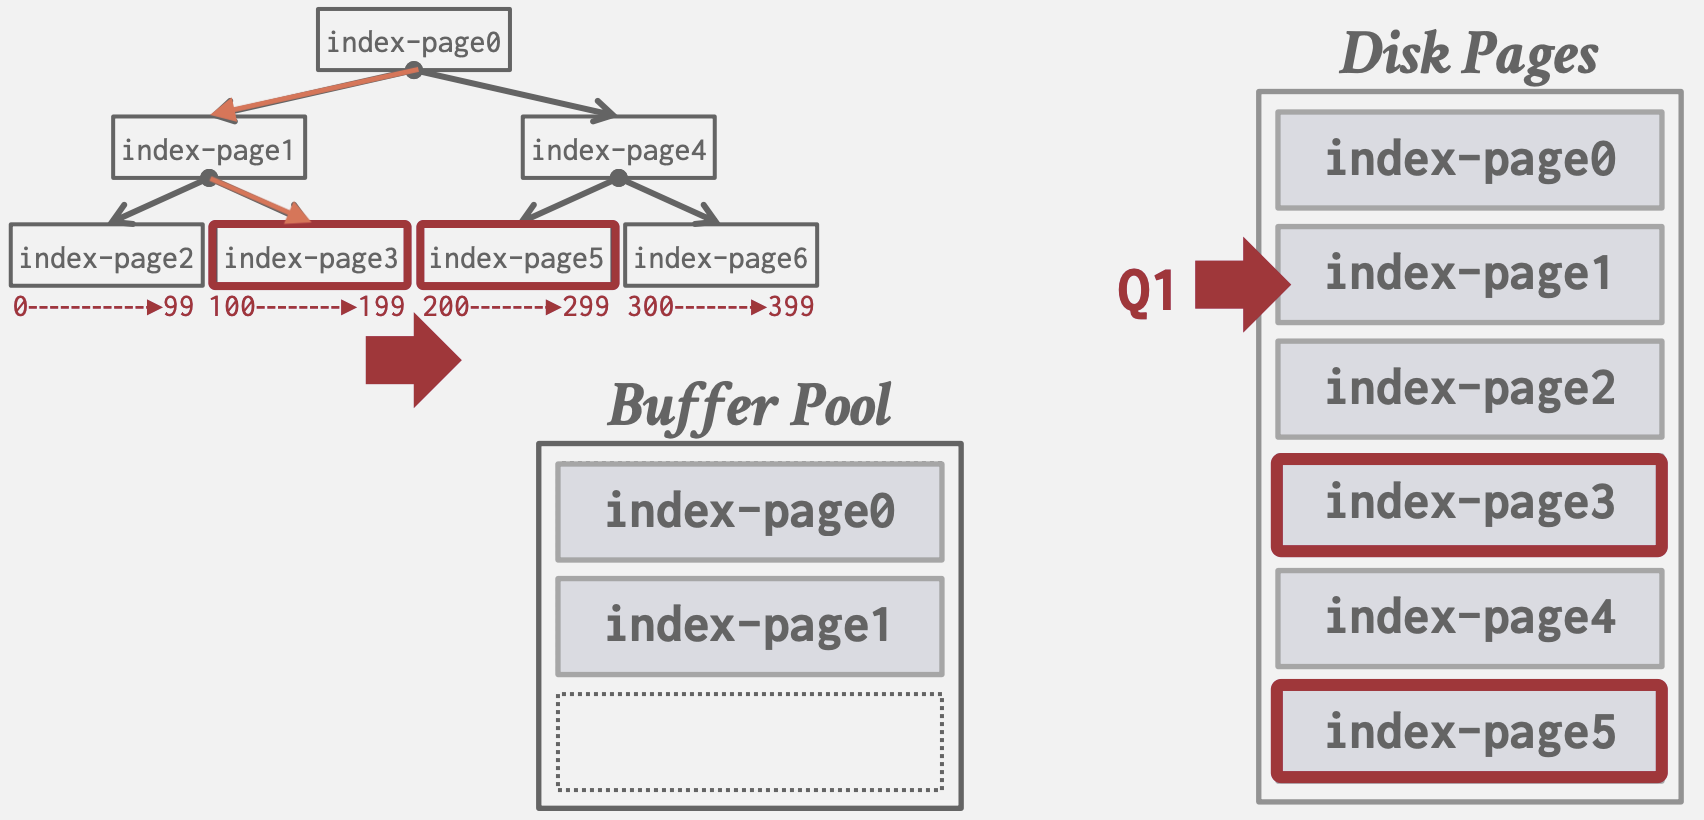 index-page0
index-page1 index-page4
index-page2 index-page3 index-page5 index-page6
0 99 100 199 200 299 300 399
Buffer Pool
index-page0
index-page1
Disk Pages
index-page0
Q1
index-page1
index-page2
index-page3
index-page4
index-page5